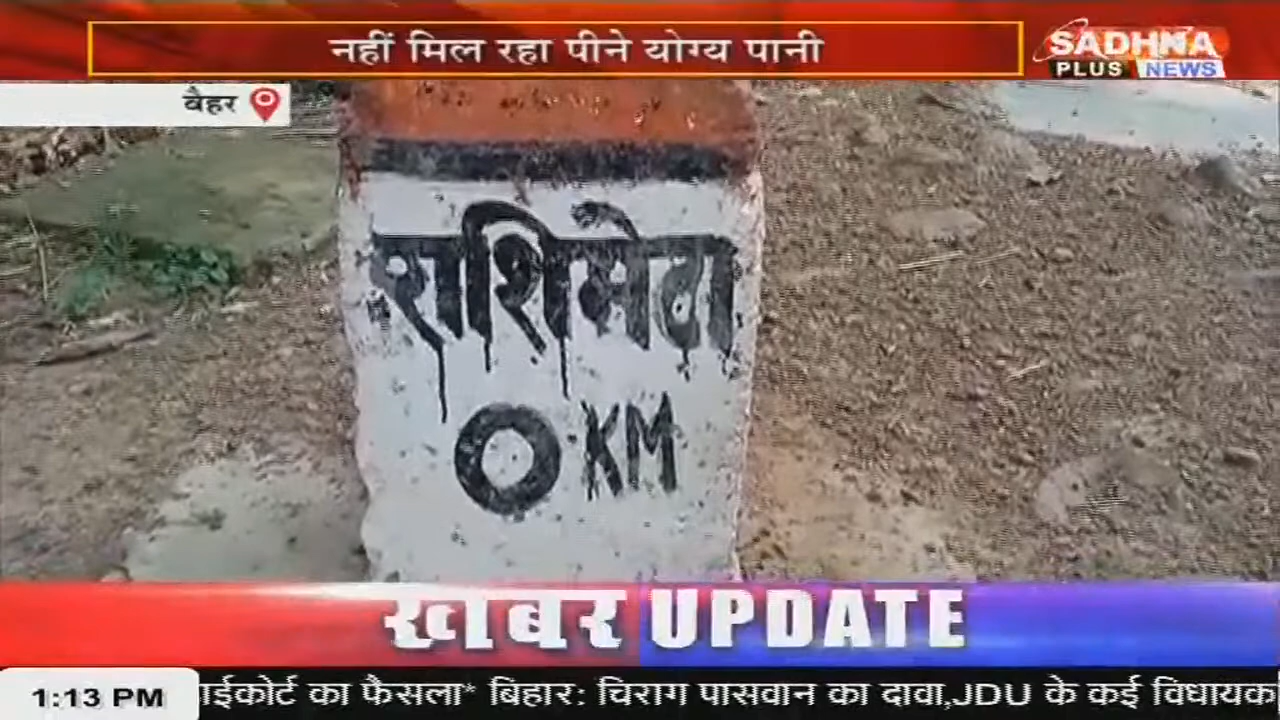 नहीं मिल रहा पीने योग्य पानी
SADHNA
PLUS NEWS
बैहर
राशिमेटा
0 KM
खबर UPDATE
1:13 PM
ाईकोर्ट का फैसला* बिहार: चिराग पासवान का दावा,JDU के कई विधायक